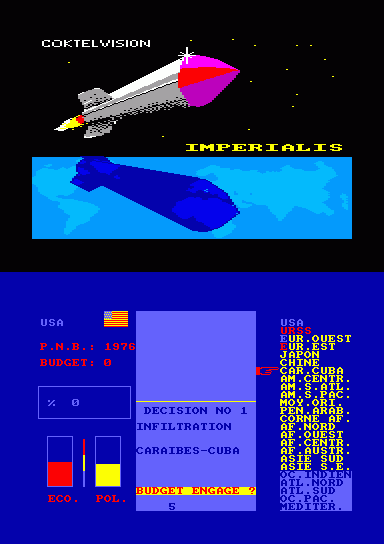 COKTELVISION
IMPERIALIS
USA
P.N.B.: 1976
BUDGET: 0
% 0
ECO. POL.
DECISION NO 1
INFILTRATION
CARAIBES-CUBA
BUDGET ENGAGE ?
5
USA
URSS
EUR.OUEST
EUR.EST
JAPON
CHINE
CAR.CUBA
AM.CENTR.
AM.S.ATL.
AM.S.PAC.
MOY.ORI.
PEN.ARAB.
CORNE AF.
AF.NORD
AF.OUEST
AF.CENTR.
AF.AUSTR.
ASIE SUD
ASIE S.E.
OC.INDIEN
ATL.NORD
ATL.SUD
OC.PAC.
MEDITER.